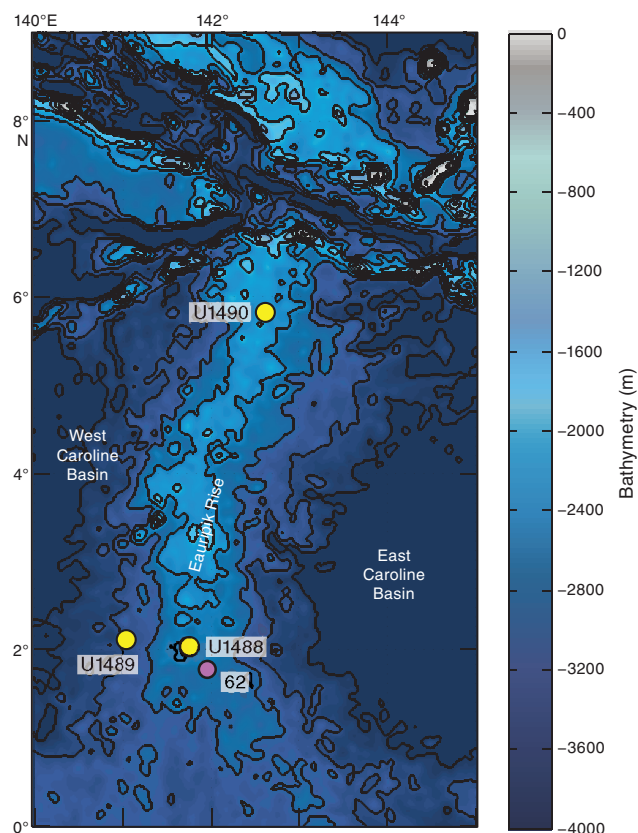 140°E
142°
144°
8°
N
6°
4°
2°
0°
U1490
West
Caroline
Basin
Eauripik Rise
East
Caroline
Basin
U1489
U1488
62
0
−400
−800
−1200
−1600
−2000
−2400
−2800
−3200
−3600
−4000
Bathymetry (m)